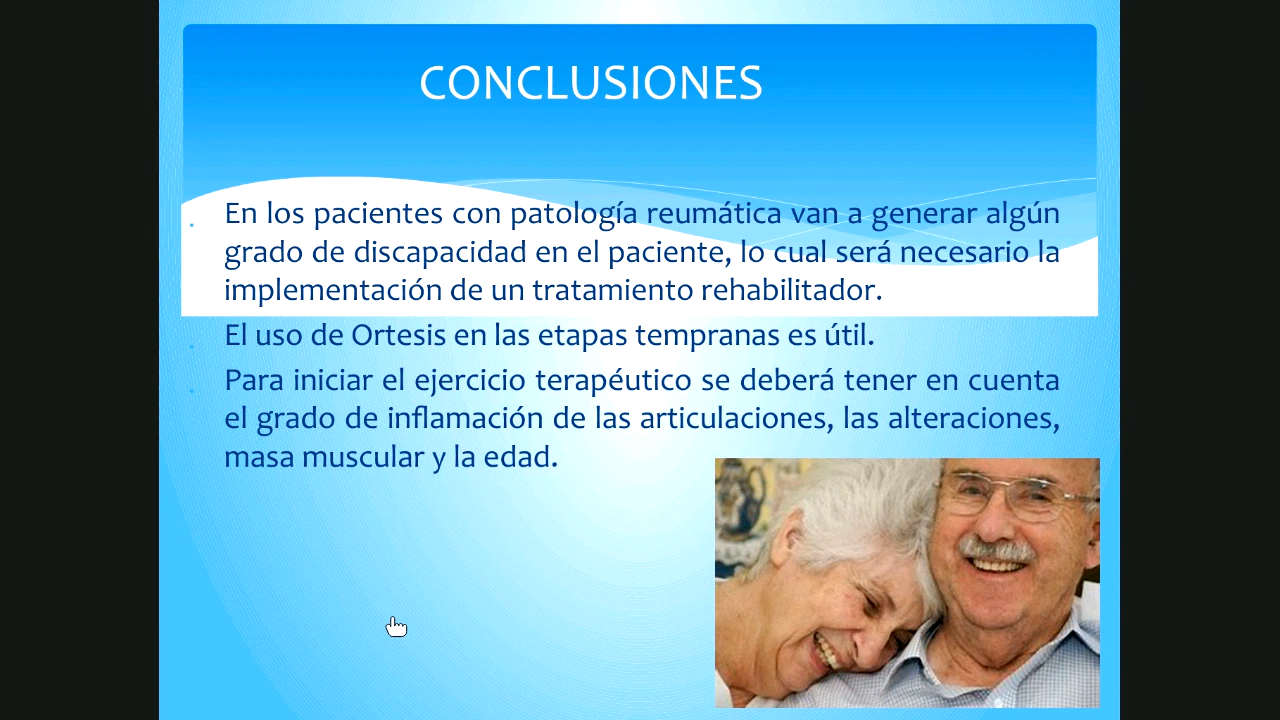 CONCLUSIONES
En los pacientes con patología reumática van a generar algún
grado de discapacidad en el paciente, lo cual será necesario la
implementación de un tratamiento rehabilitador.
El uso de Ortesis en las etapas tempranas es útil.
Para iniciar el ejercicio terapéutico se deberá tener en cuenta
el grado de inflamación de las articulaciones, las alteraciones,
masa muscular y la edad.